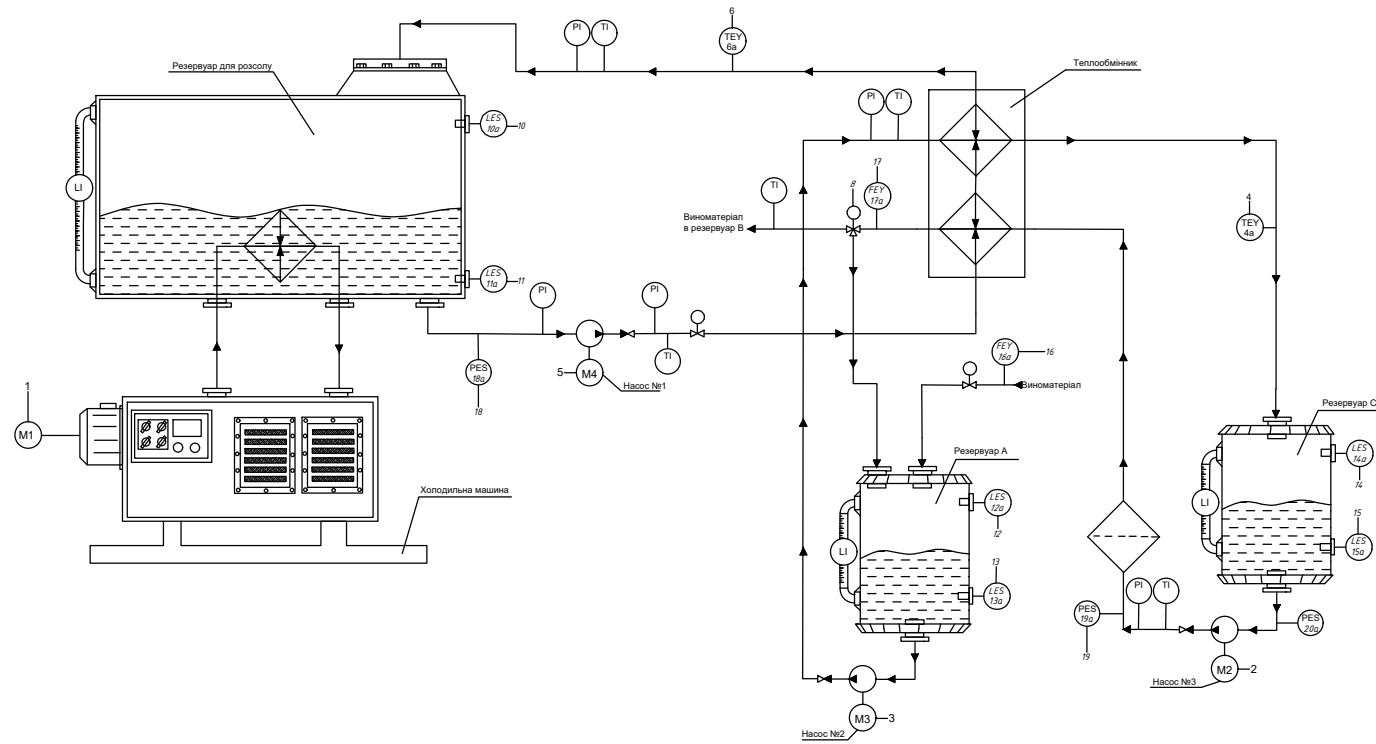 6
PI
TI
TEY
6a
Резервуар для розсолу
Теплообмінник
PI
TI
LES
10a
10
17
TI
8
FEY
17a
4
LI
Виноматеріал
в резервуар В
TEY
4a
LES
11a
11
PI
PI
TI
FEY
16a
16
PES
18a
18
5
M4
Насос №1
Виноматеріал
1
M1
Резервуар С
Резервуар А
LES
14a
14
Холодильна машина
LES
12a
12
LI
15
LES
15a
LI
13
LES
13a
PES
19a
19
PI
TI
PES
20a
M2
2
Насос №3
M3
3
Насос №2